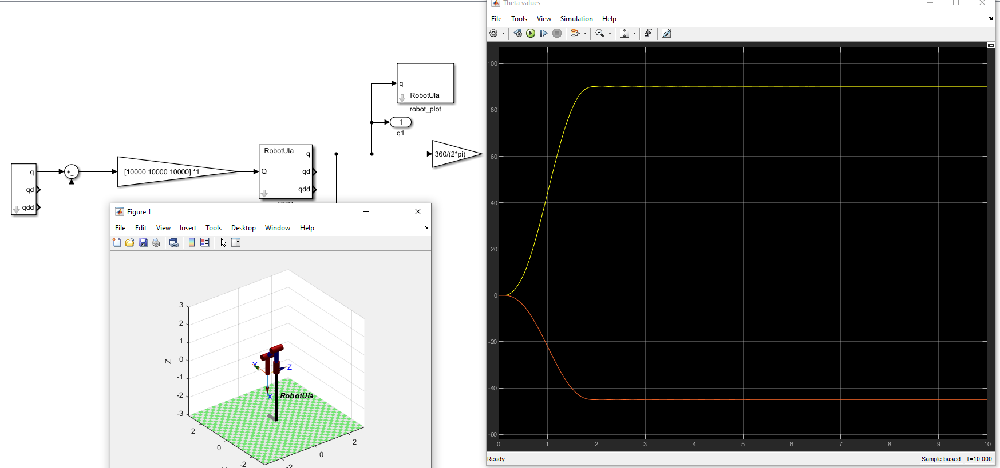 Theta values
File Tools View Simulation Help
q
RobotUla
robot_plot
1
q1
RobotUla
q
Q
qd
qdd
360/(2*pi)
q
qd
qdd
+
-
[10000 10000 10000].*1
Figure 1
File Edit View Insert Tools Desktop Window Help
3
2
1
0
-1
-2
-3
Z
Y
Z
X
RobotUla
2
0
-2
2
0
-2
100
80
60
40
20
0
-20
-40
-60
0 1 2 3 4 5 6 7 8 9 10
Ready
Sample based T=10.000